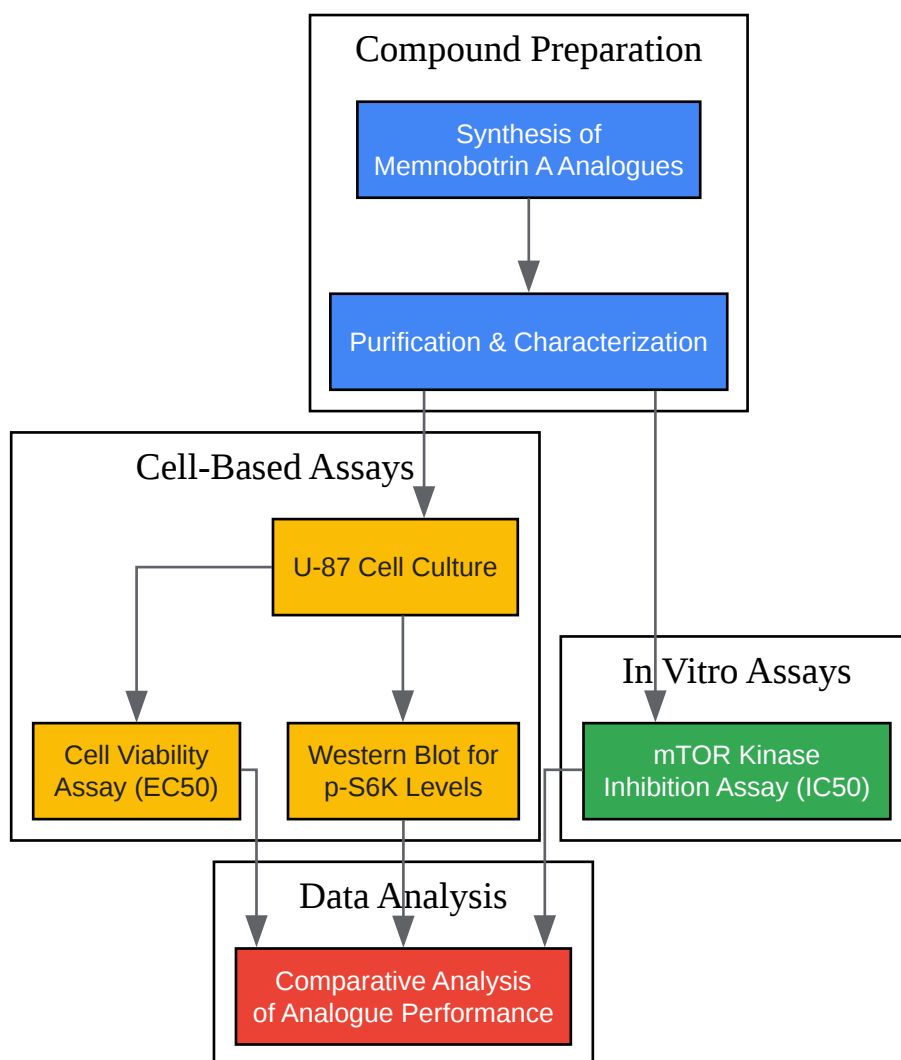 Compound Preparation
Synthesis of
Memnobotrin A Analogues
Purification & Characterization
Cell-Based Assays
U-87 Cell Culture
Cell Viability
Assay (EC50)
Western Blot for
p-S6K Levels
In Vitro Assays
mTOR Kinase
Inhibition Assay (IC50)
Data Analysis
Comparative Analysis
of Analogue Performance